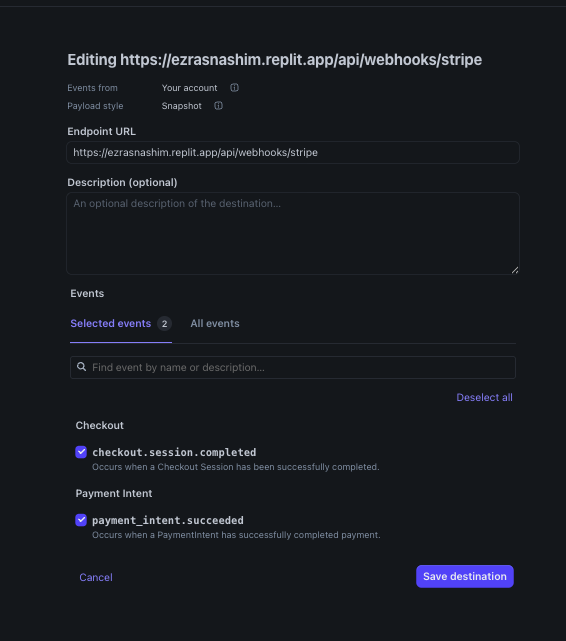 Editing https://ezrasnashim.replit.app/api/webhooks/stripe
Events from Your account
Payload style Snapshot
Endpoint URL
https://ezrasnashim.replit.app/api/webhooks/stripe
Description (optional)
An optional description of the destination...
Events
Selected events 2 All events
Find event by name or description...
Deselect all
Checkout
checkout.session.completed
Occurs when a Checkout Session has been successfully completed.
Payment Intent
payment_intent.succeeded
Occurs when a PaymentIntent has successfully completed payment.
Cancel Save destination